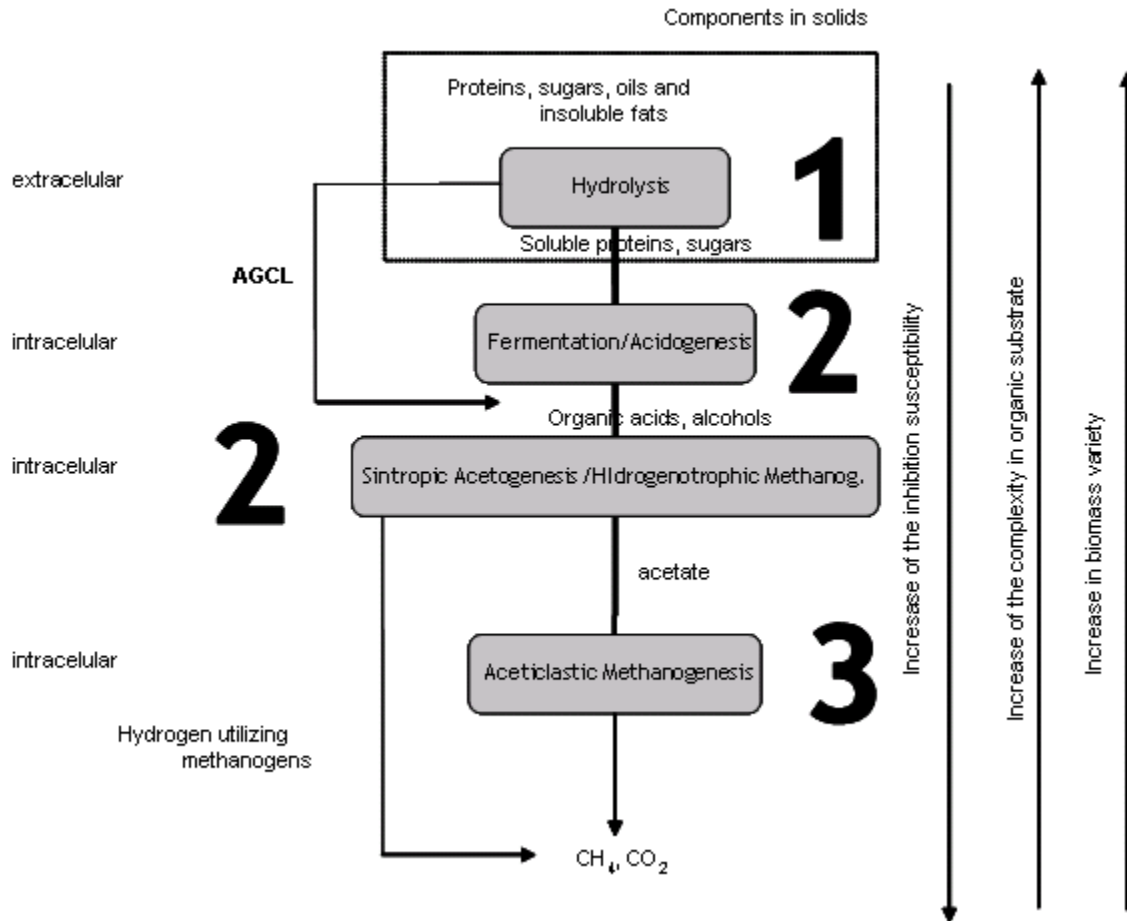 Components in solids
Proteins, sugars, oils and
insoluble fats
1
extracelular
Hydrolysis
Soluble proteins, sugars
AGCL
2
intracelular
Fermentation/Acidogenesis
Organic acids, alcohols
2
intracelular
Sintropic Acetogenesis /HIdrogenotrophic Methanog.
acetate
3
intracelular
Aceticlastic Methanogenesis
Hydrogen utilizing
methanogens
CH4, CO2
Incresase of the inhibition susceptibility
Increase of the complexity in organic substrate
Increase in biomass variety